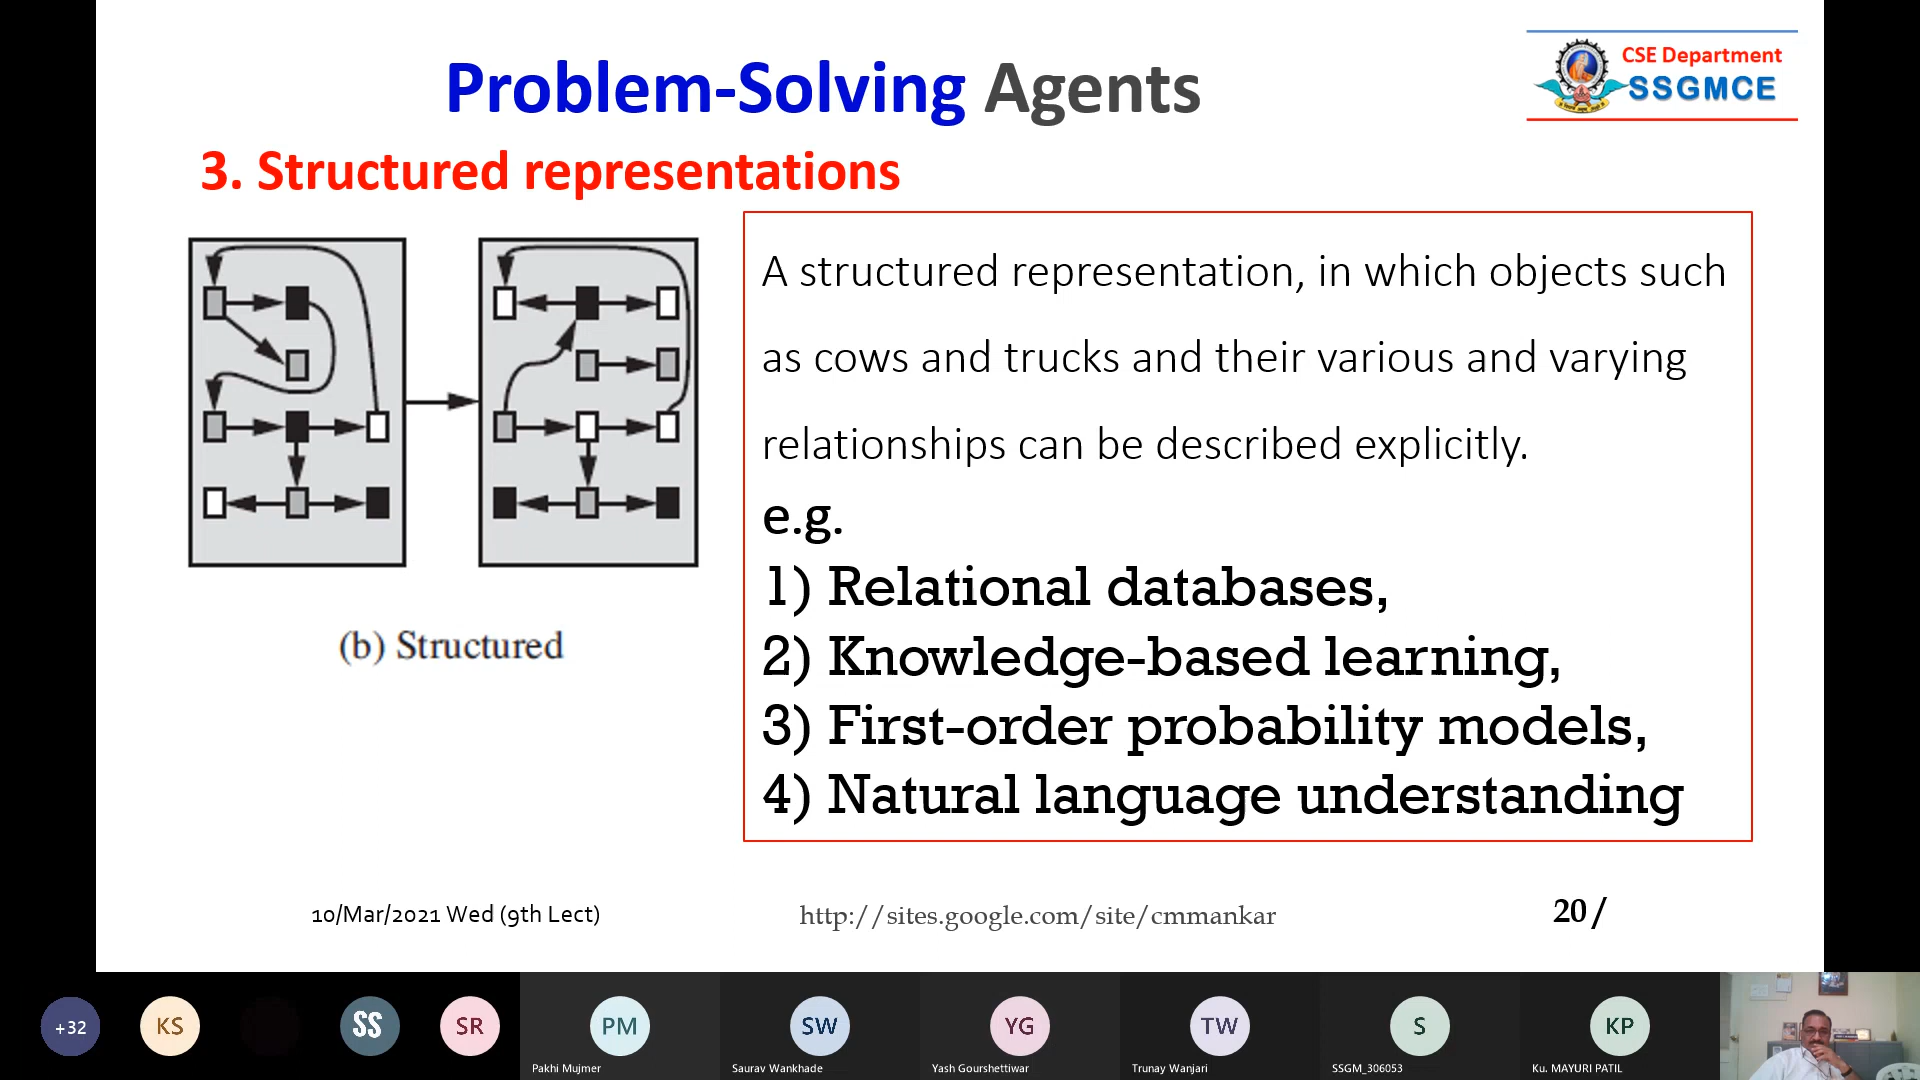 Problem-Solving Agents
CSE Department
SSGMCE
3. Structured representations
A structured representation, in which objects such
as cows and trucks and their various and varying
relationships can be described explicitly.
e.g.
1) Relational databases,
2) Knowledge-based learning,
3) First-order probability models,
4) Natural language understanding
(b) Structured
10/Mar/2021 Wed (9th Lect)
http://sites.google.com/site/cmmankar
20/
+32
KS
SS
SR
PM
SW
YG
TW
S
KP
Pakhi Mujmer
Saurav Wankhade
Yash Gourshettiwar
Trunay Wanjari
SSGM_306053
Ku. MAYURI PATIL